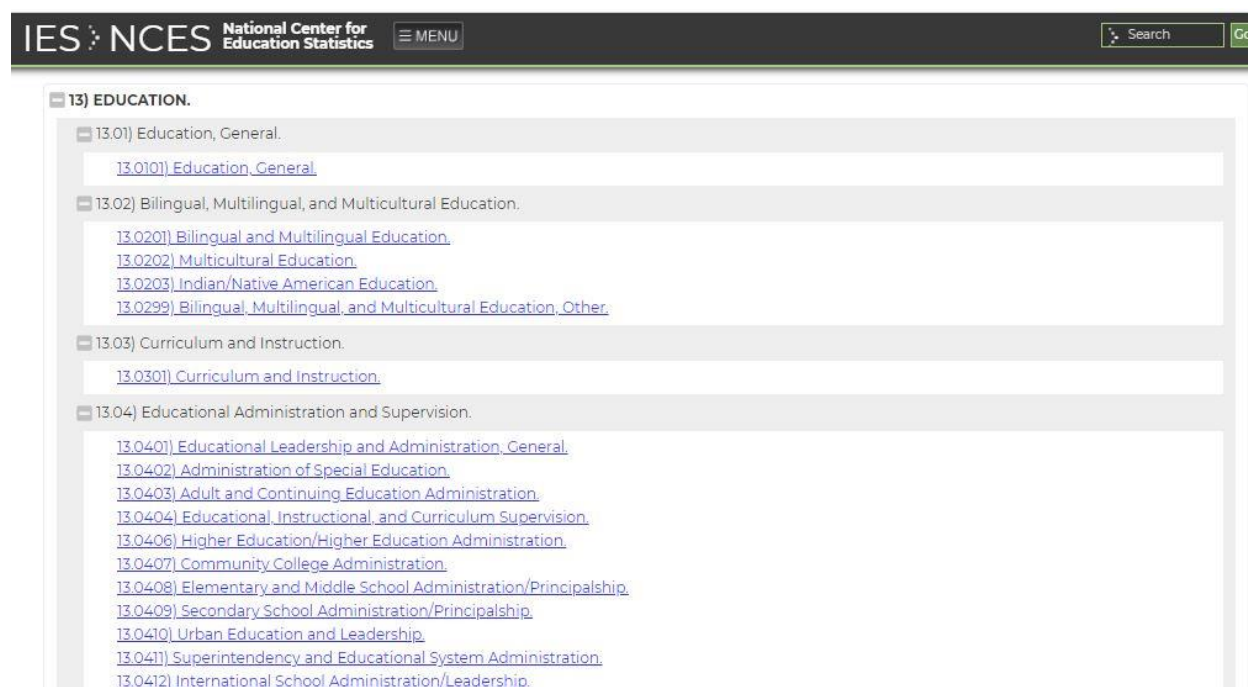 IES NCES National Center for Education Statistics MENU Search Go
13) EDUCATION.
13.01) Education, General.
13.0101) Education, General.
13.02) Bilingual, Multilingual, and Multicultural Education.
13.0201) Bilingual and Multilingual Education.
13.0202) Multicultural Education.
13.0203) Indian/Native American Education.
13.0299) Bilingual, Multilingual, and Multicultural Education, Other.
13.03) Curriculum and Instruction.
13.0301) Curriculum and Instruction.
13.04) Educational Administration and Supervision.
13.0401) Educational Leadership and Administration, General.
13.0402) Administration of Special Education.
13.0403) Adult and Continuing Education Administration.
13.0404) Educational, Instructional, and Curriculum Supervision.
13.0406) Higher Education/Higher Education Administration.
13.0407) Community College Administration.
13.0408) Elementary and Middle School Administration/Principalship.
13.0409) Secondary School Administration/Principalship.
13.0410) Urban Education and Leadership.
13.0411) Superintendency and Educational System Administration.
13.0412) International School Administration/Leadership.